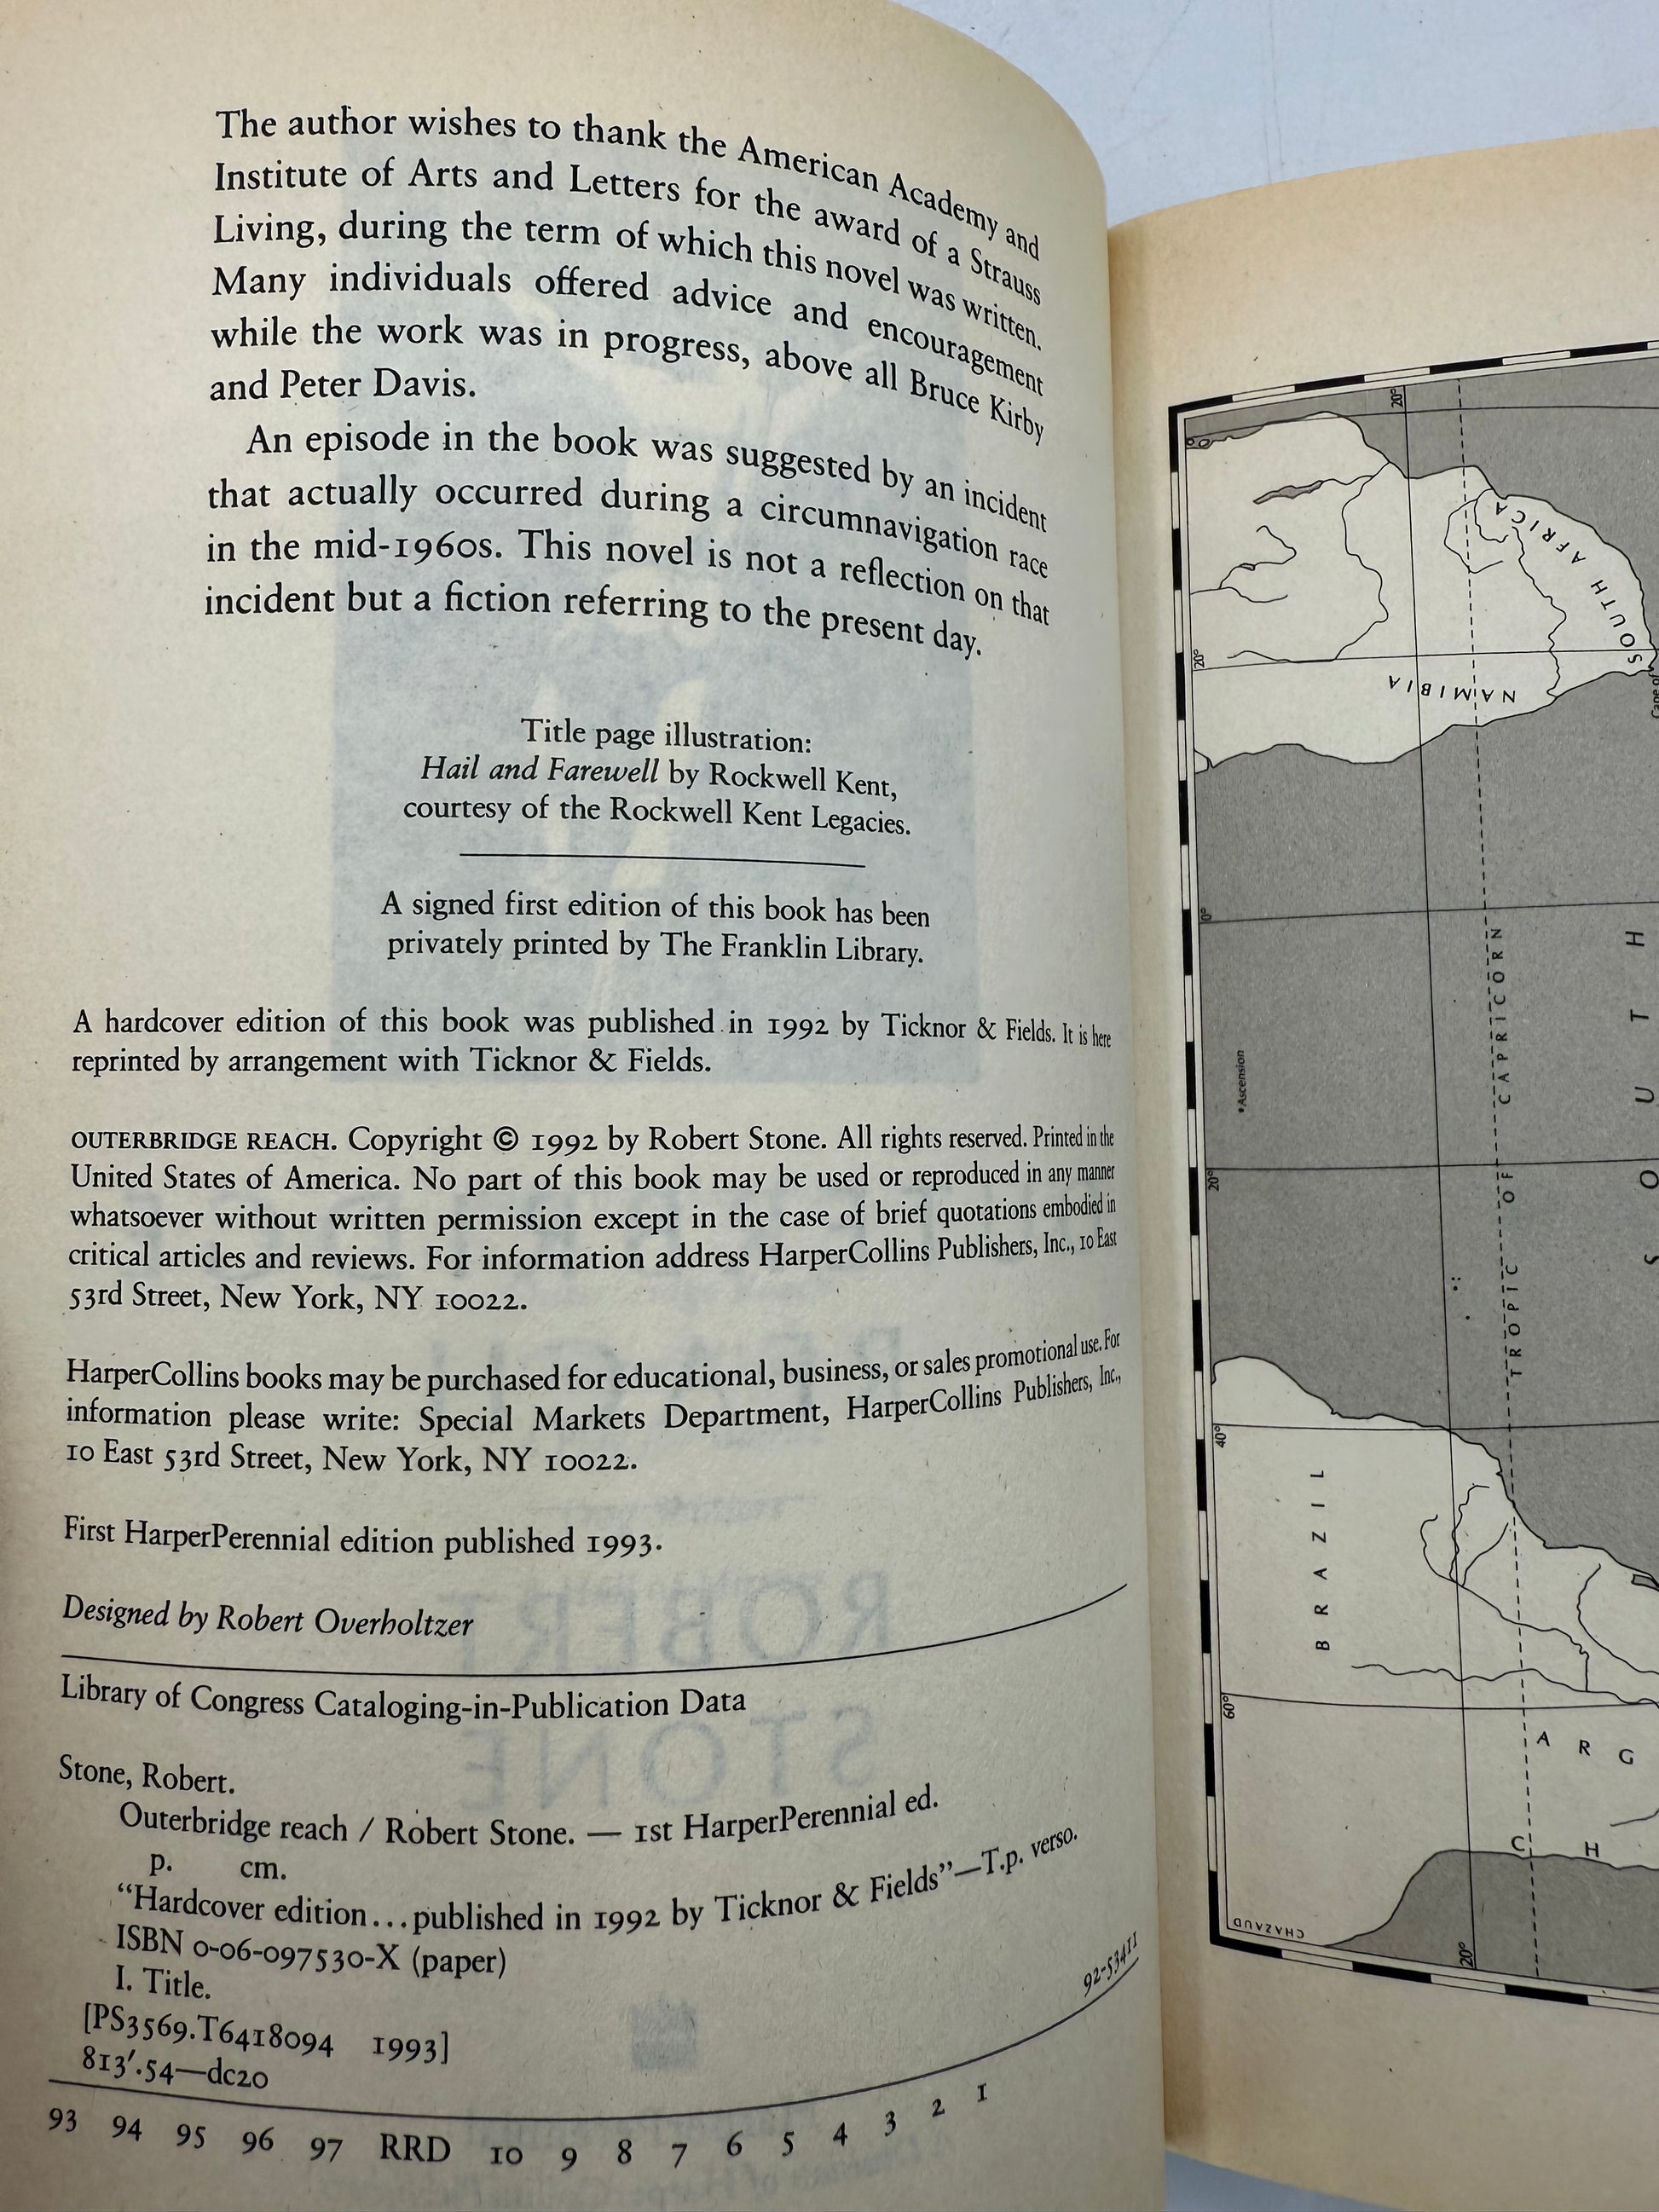 The author wishes to thank the American Academy and
Institute of Arts and Letters for the award of a Strauss
Living, during the term of which this novel was written.
Many individuals offered advice and encouragement
while the work was in progress, above all Bruce Kirby
and Peter Davis.
An episode in the book was suggested by an incident
that actually occurred during a circumnavigation race
in the mid-1960s. This novel is not a reflection on that
incident but a fiction referring to the present day.
Title page illustration:
Hail and Farewell by Rockwell Kent,
courtesy of the Rockwell Kent Legacies.
A signed first edition of this book has been
privately printed by The Franklin Library.
A hardcover edition of this book was published in 1992 by Ticknor & Fields. It is here
reprinted by arrangement with Ticknor & Fields.
OUTERBRIDGE REACH. Copyright © 1992 by Robert Stone. All rights reserved. Printed in the
United States of America. No part of this book may be used or reproduced in any manner
whatsoever without written permission except in the case of brief quotations embodied in
critical articles and reviews. For information address HarperCollins Publishers, Inc., 10 East
53rd Street, New York, NY 10022.
HarperCollins books may be purchased for educational, business, or sales promotional use. For
information please write: Special Markets Department, HarperCollins Publishers, Inc.,
10 East 53rd Street, New York, NY 10022.
First HarperPerennial edition published 1993.
Designed by Robert Overholtzer
Library of Congress Cataloging-in-Publication Data
Stone, Robert.
Outerbridge reach / Robert Stone. — 1st HarperPerennial ed.
p. cm.
"Hardcover edition...published in 1992 by Ticknor & Fields"—T.p. verso.
ISBN 0-06-097530-X (paper)
I. Title.
[PS3569.T6418094 1993]
813'.54—dc20
92-53411
93 94 95 96 97 RRD 10 9 8 7 6 5 4 3 2 1
20°
SOUTH AFRICA
20°
NAMIBIA
Cape of
0°
TROPIC OF CAPRICORN
SOUTH
Ascension
20°
40°
BRAZIL
60°
ARG
CH
CHAZAUD
20°